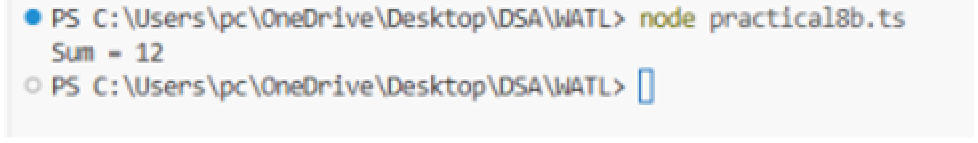 PS C:\Users\pc\OneDrive\Desktop\DSA\WATL> node practical8b.ts
Sum = 12
PS C:\Users\pc\OneDrive\Desktop\DSA\WATL>